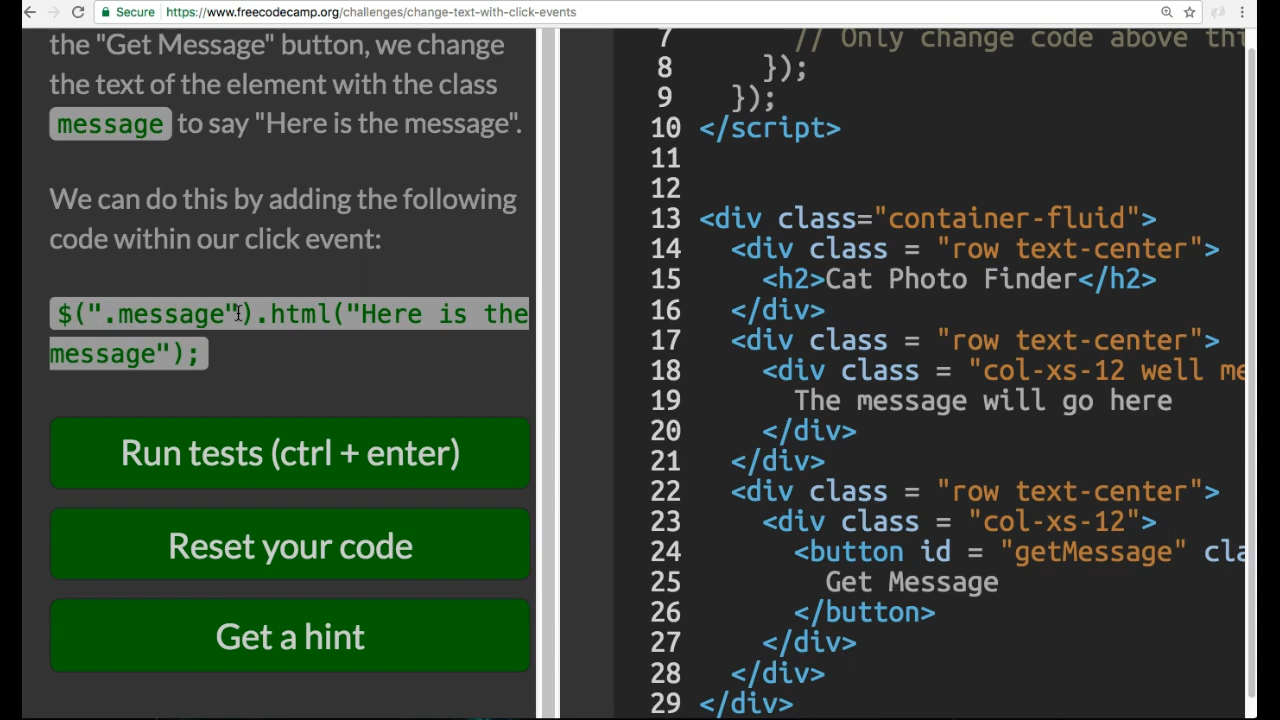 Secure https://www.freecodecamp.org/challenges/change-text-with-click-events
the "Get Message" button, we change
the text of the element with the class
message to say "Here is the message".
We can do this by adding the following
code within our click event:
$(".message").html("Here is the
message");
Run tests (ctrl + enter)
Reset your code
Get a hint
7 // Only change code above thi
8 });
9 });
10 </script>
11
12
13 <div class="container-fluid">
14 <div class = "row text-center">
15 <h2>Cat Photo Finder</h2>
16 </div>
17 <div class = "row text-center">
18 <div class = "col-xs-12 well me
19 The message will go here
20 </div>
21 </div>
22 <div class = "row text-center">
23 <div class = "col-xs-12">
24 <button id = "getMessage" cla
25 Get Message
26 </button>
27 </div>
28 </div>
29 </div>